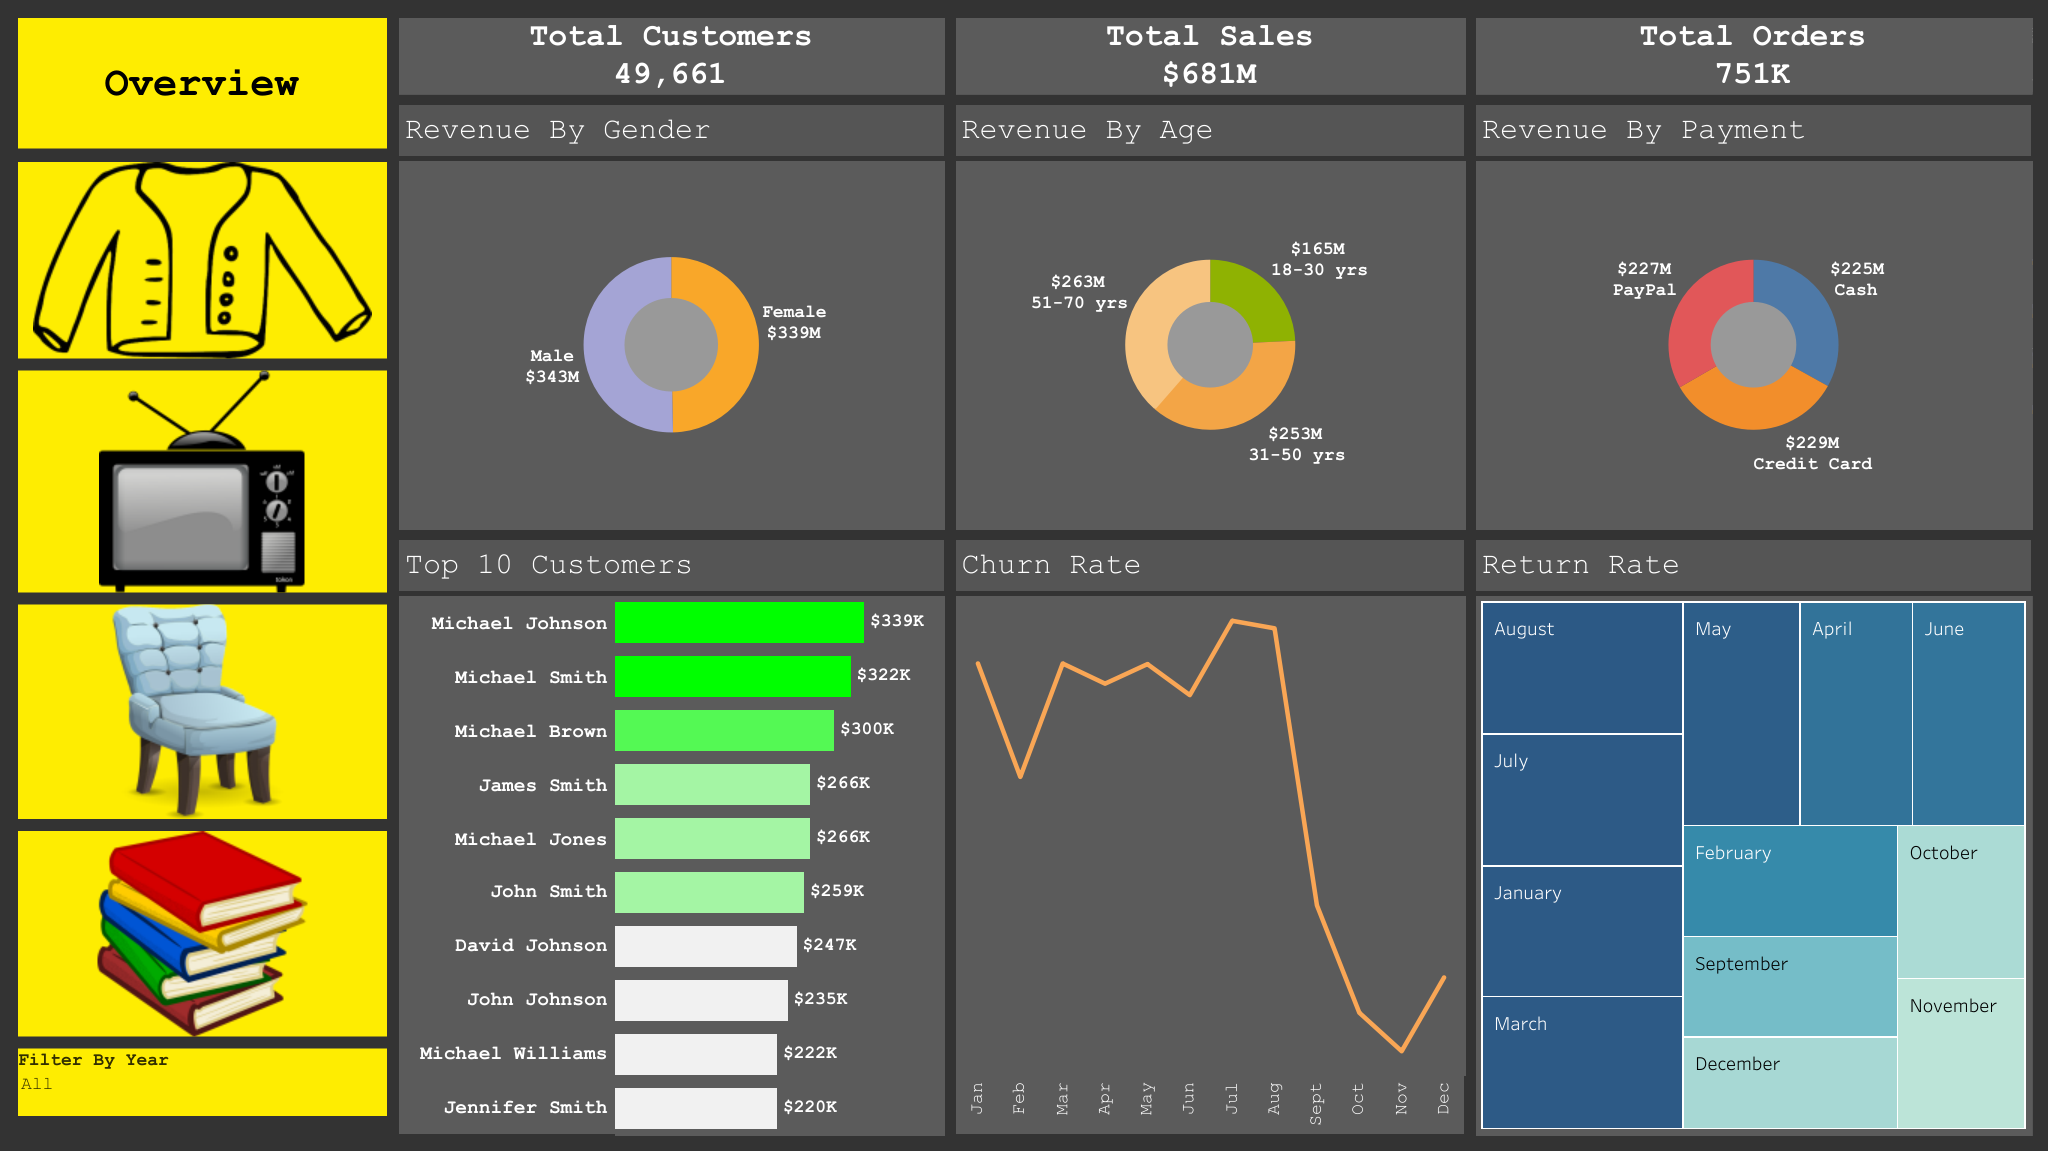 Overview
Filter By Year
All
Total Customers
49,661
Total Sales
$681M
Total Orders
751K
Revenue By Gender
Female
$339M
Male
$343M
Revenue By Age
$165M
18-30 yrs
$263M
51-70 yrs
$253M
31-50 yrs
Revenue By Payment
$227M
PayPal
$225M
Cash
$229M
Credit Card
Top 10 Customers
Michael Johnson $339K
Michael Smith $322K
Michael Brown $300K
James Smith $266K
Michael Jones $266K
John Smith $259K
David Johnson $247K
John Johnson $235K
Michael Williams $222K
Jennifer Smith $220K
Churn Rate
Jan
Feb
Mar
Apr
May
Jun
Jul
Aug
Sept
Oct
Nov
Dec
Return Rate
August
July
January
March
May
April
June
February
September
December
October
November